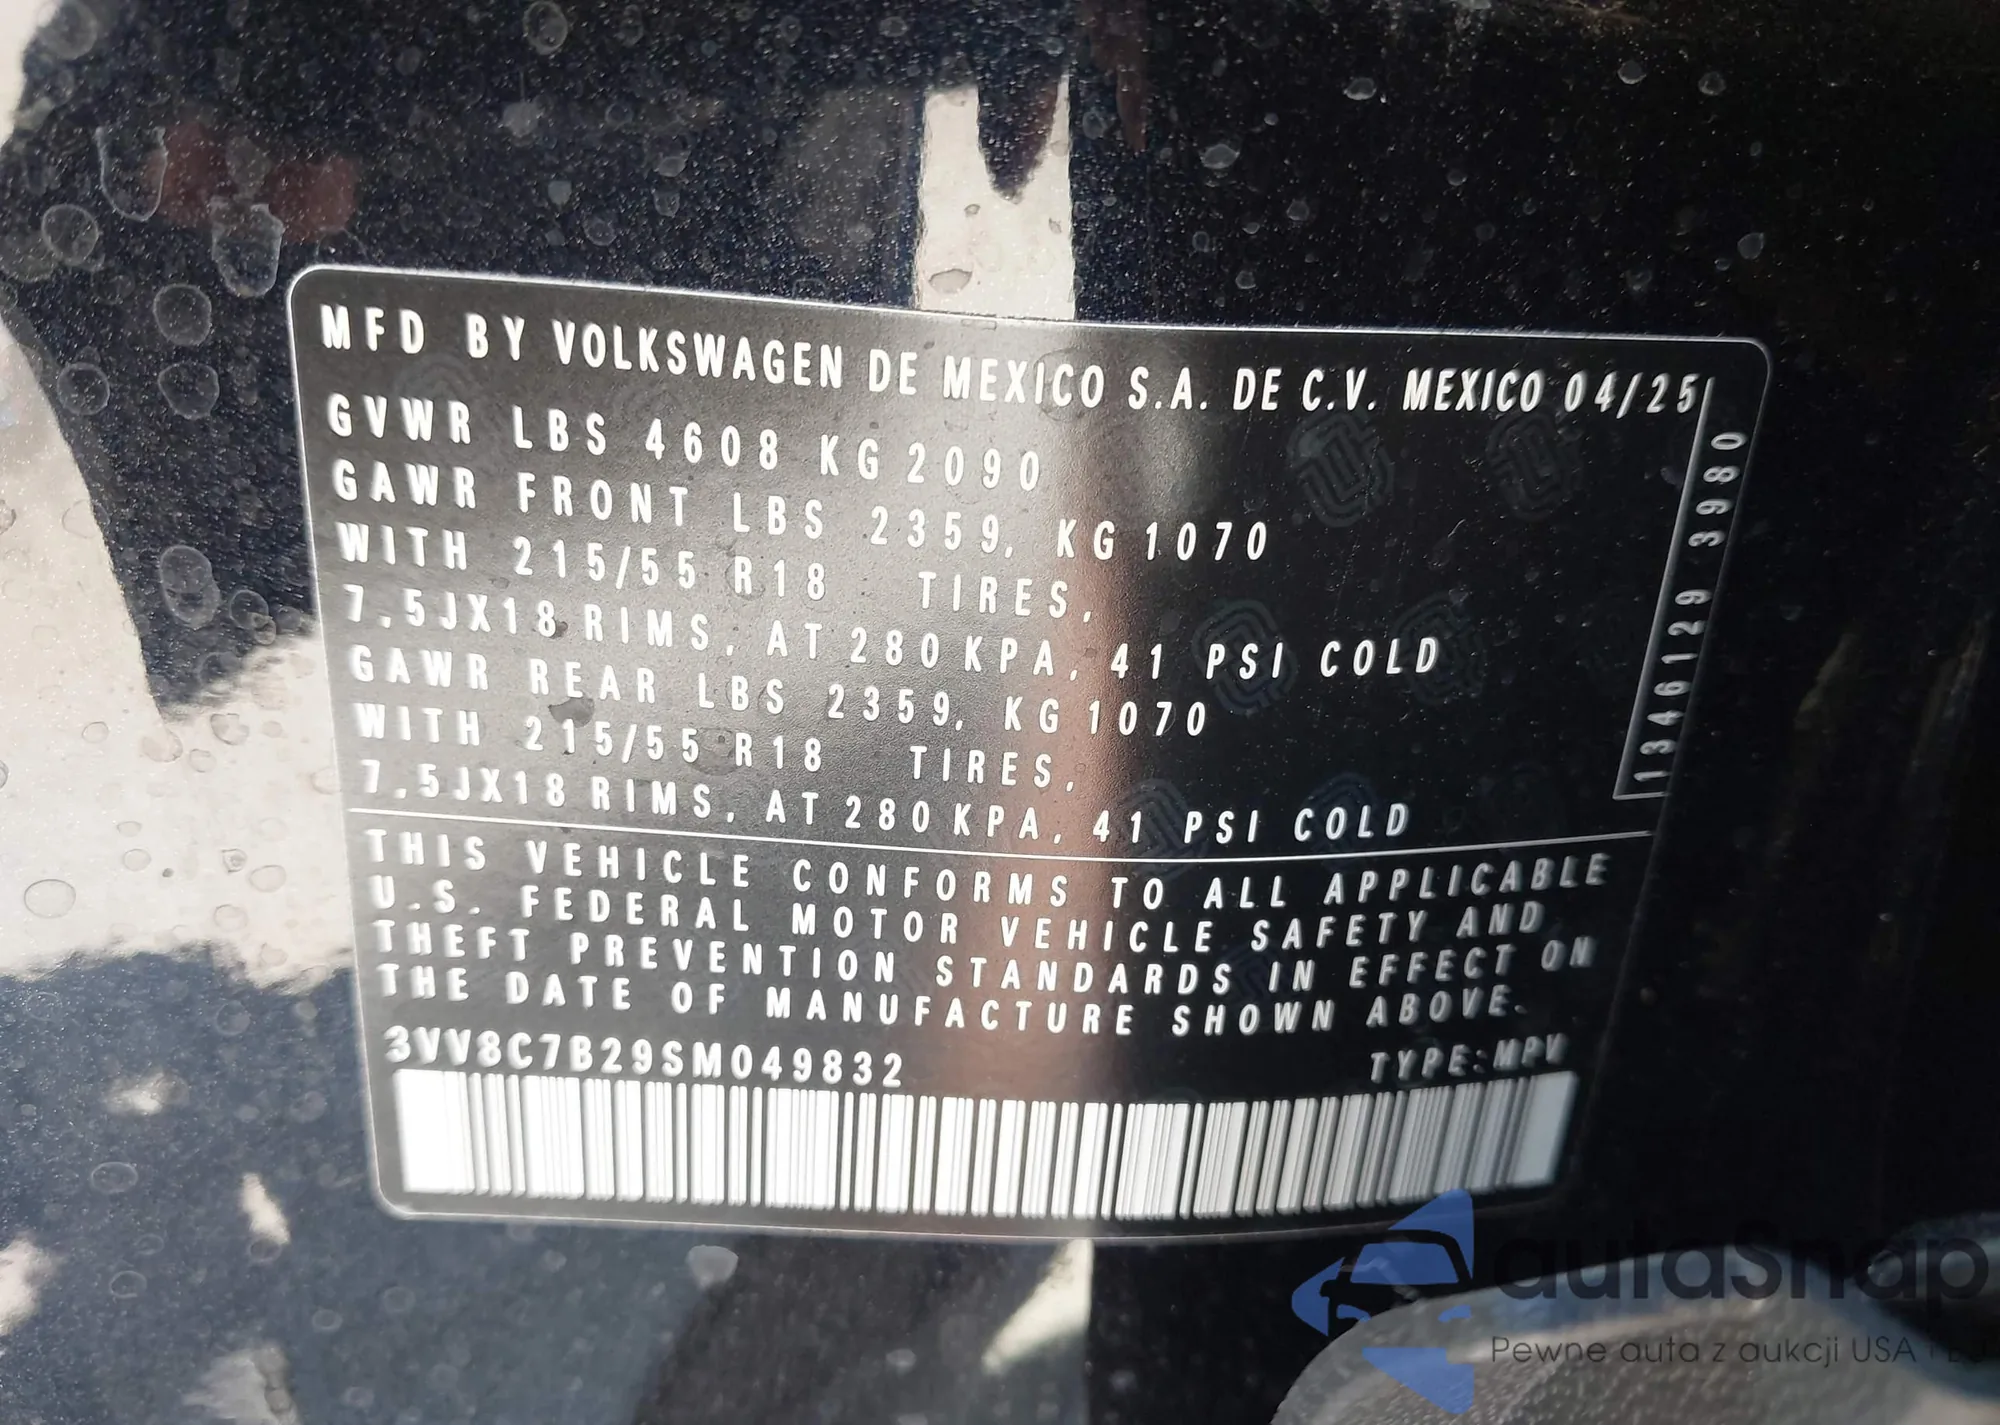 MFD BY VOLKSWAGEN DE MEXICO S.A. DE C.V. MEXICO 04/25
GVWR LBS 4608 KG 2090
GAWR FRONT LBS 2359, KG 1070
WITH 215/55 R18 TIRES,
7.5JX18 RIMS, AT 280 KPA, 41 PSI COLD
GAWR REAR LBS 2359, KG 1070
WITH 215/55 R18 TIRES,
7.5JX18 RIMS, AT 280 KPA, 41 PSI COLD
1346129 3980
THIS VEHICLE CONFORMS TO ALL APPLICABLE
U.S. FEDERAL MOTOR VEHICLE SAFETY AND
THEFT PREVENTION STANDARDS IN EFFECT ON
THE DATE OF MANUFACTURE SHOWN ABOVE.
3VV8C7B29SM049832 TYPE:MPV
autaSnap
Pewne auta z aukcji USA